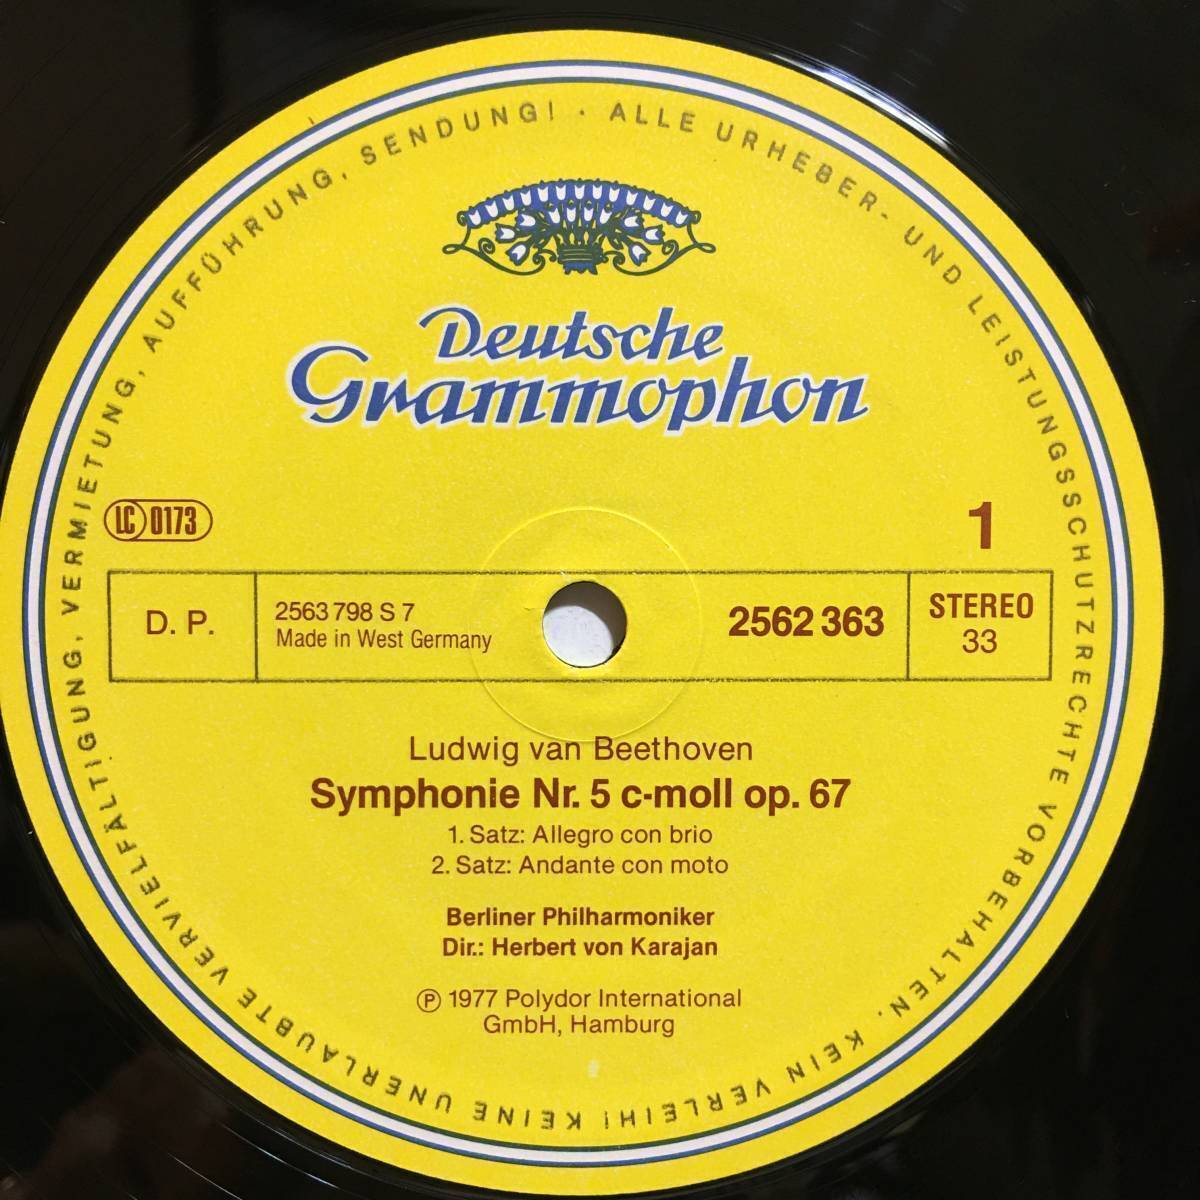 ALLE URHEBER- UND LEISTUNGSSCHUTZRECHTE VORBEHALTEN. KEIN VERLEIH! KEINE UNERLAUBTE VERVIELFÄLTIGUNG, VERMIETUNG, AUFFÜHRUNG, SENDUNG! ·
Deutsche
Grammophon
LC 0173
1
D. P.
2563 798 S 7
Made in West Germany
2562 363
STEREO
33
Ludwig van Beethoven
Symphonie Nr. 5 c-moll op. 67
1. Satz: Allegro con brio
2. Satz: Andante con moto
Berliner Philharmoniker
Dir.: Herbert von Karajan
℗ 1977 Polydor International
GmbH, Hamburg